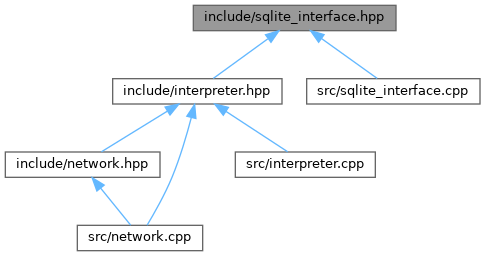 include/sqlite_interface.hpp
include/interpreter.hpp
src/sqlite_interface.cpp
include/network.hpp
src/interpreter.cpp
src/network.cpp